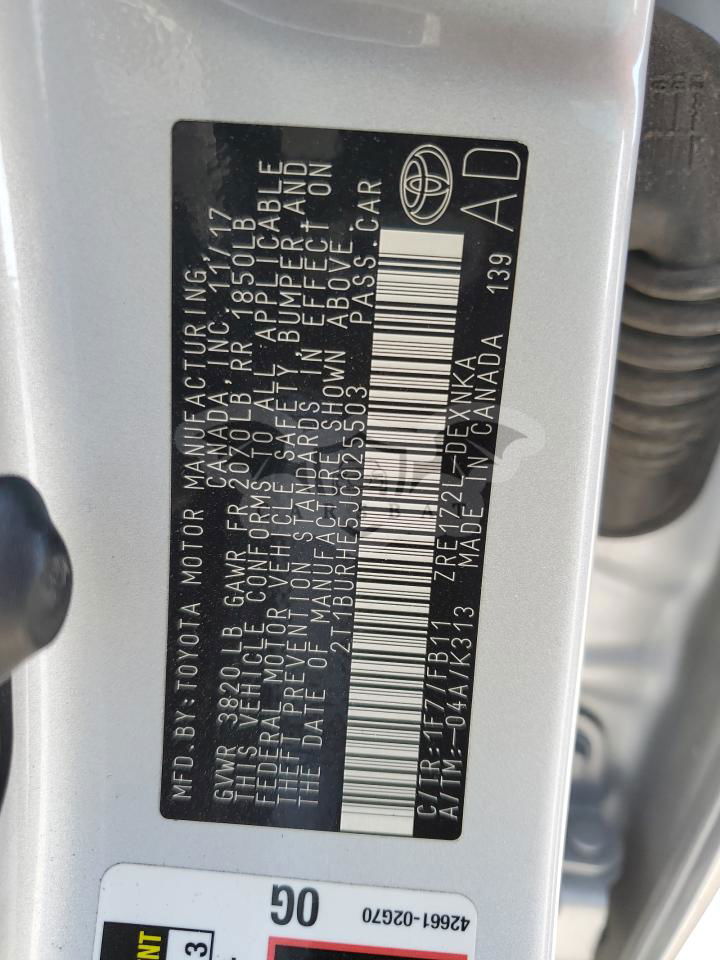 MFD.BY:TOYOTA MOTOR MANUFACTURING,
CANADA, INC. 11/17
GVWR 3820LB GAWR FR 2070LB RR 1850LB
THIS VEHICLE CONFORMS TO ALL APPLICABLE
FEDERAL MOTOR VEHICLE SAFETY,BUMPER,AND
THEFT PREVENTION STANDARDS IN EFFECT ON
THE DATE OF MANUFACTURE SHOWN ABOVE.
2T1BURHE5JC025503 PASS.CAR
C/TR:1F7/FB11 ZRE172L-DEXNKA 139
A/TM:-04A/K313 MADE IN CANADA
AD
0G
42661-02G70
3